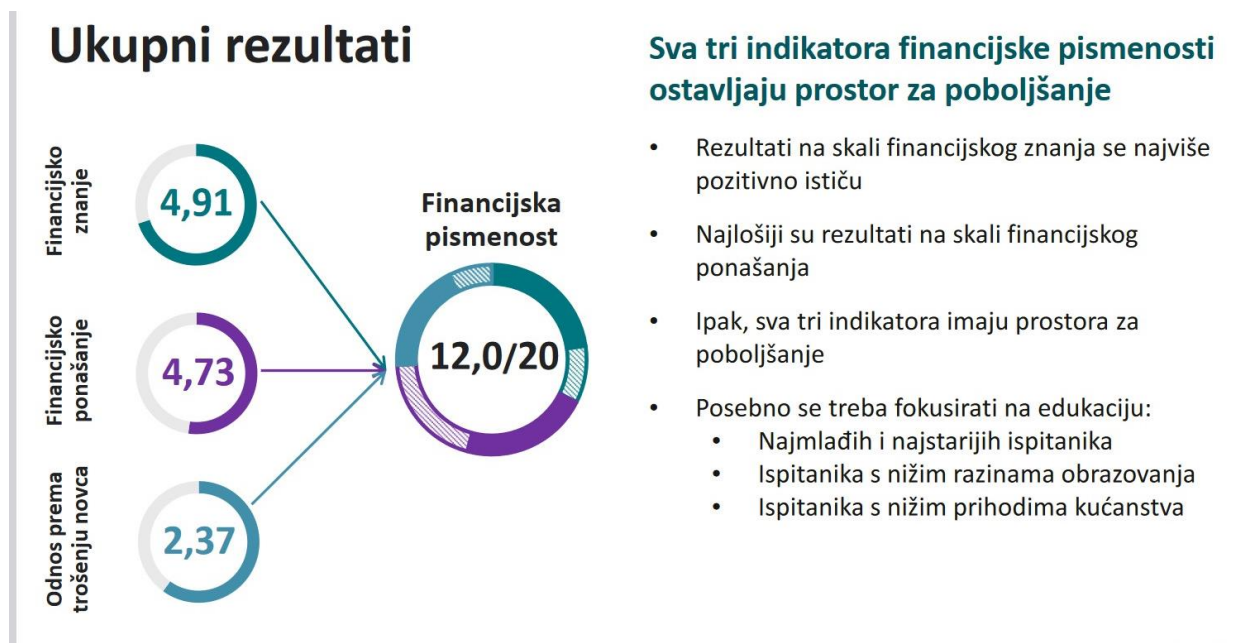 Ukupni rezultati
Financijsko
znanje
4,91
Financijsko
ponašanje
4,73
Odnos prema
trošenju novca
2,37
Financijska
pismenost
12,0/20
Sva tri indikatora financijske pismenosti
ostavljaju prostor za poboljšanje
• Rezultati na skali financijskog znanja se najviše
pozitivno ističu
• Najlošiji su rezultati na skali financijskog
ponašanja
• Ipak, sva tri indikatora imaju prostora za
poboljšanje
• Posebno se treba fokusirati na edukaciju:
• Najmlađih i najstarijih ispitanika
• Ispitanika s nižim razinama obrazovanja
• Ispitanika s nižim prihodima kućanstva